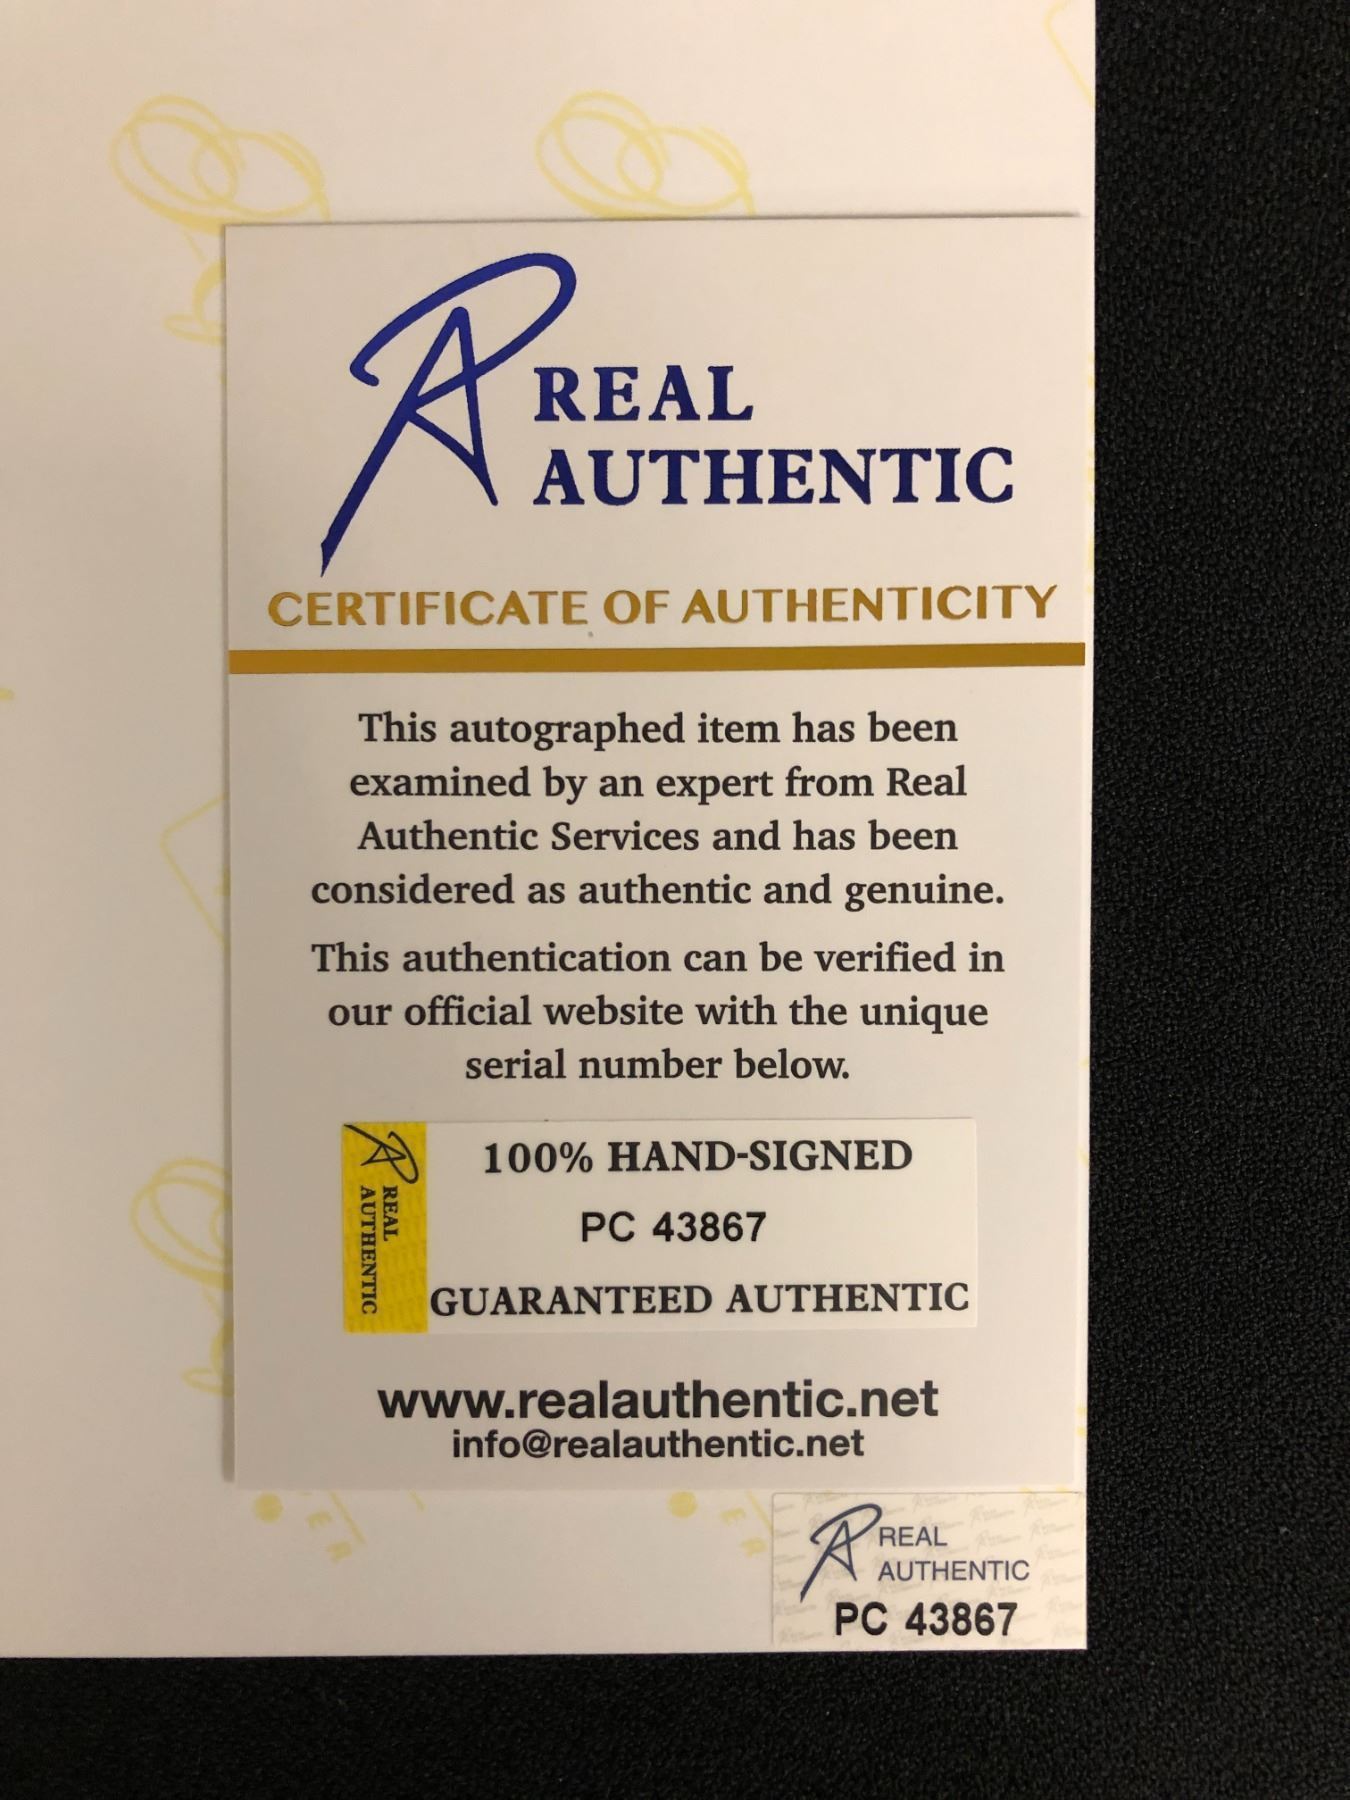 REAL
AUTHENTIC
CERTIFICATE OF AUTHENTICITY
This autographed item has been
examined by an expert from Real
Authentic Services and has been
considered as authentic and genuine.
This authentication can be verified in
our official website with the unique
serial number below.
REAL
AUTHENTIC
100% HAND-SIGNED
PC 43867
GUARANTEED AUTHENTIC
www.realauthentic.net
info@realauthentic.net
REAL
AUTHENTIC
PC 43867